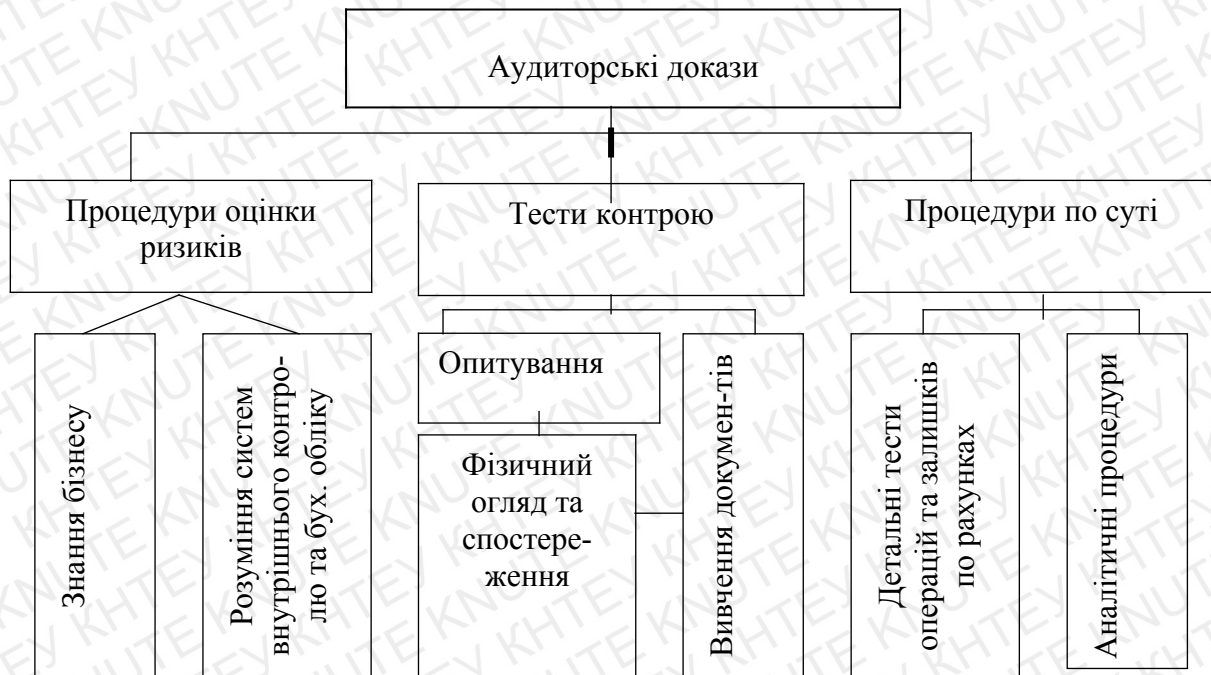 Аудиторські докази
Процедури оцінки
ризиків
Тести контрою
Процедури по суті
Знання бізнесу
Розуміння систем
внутрішнього контро-
лю та бух. обліку
Опитування
Фізичний
огляд та
спостере-
ження
Вивчення докумен-тів
Детальні тести
операцій та залишків
по рахунках
Аналітичні процедури